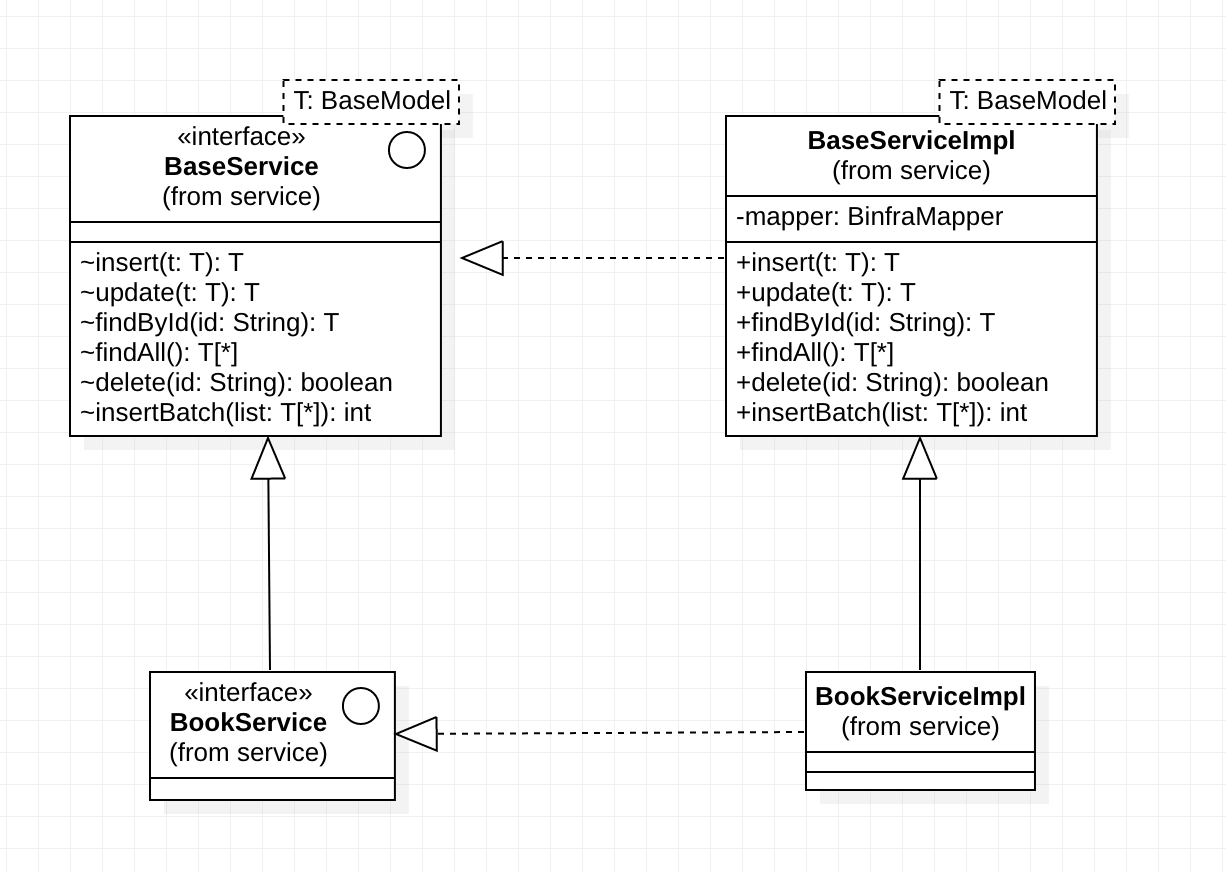 T: BaseModel
«interface»
BaseService
(from service)
~insert(t: T): T
~update(t: T): T
~findById(id: String): T
~findAll(): T[*]
~delete(id: String): boolean
~insertBatch(list: T[*]): int
T: BaseModel
BaseServiceImpl
(from service)
-mapper: BinfraMapper
+insert(t: T): T
+update(t: T): T
+findById(id: String): T
+findAll(): T[*]
+delete(id: String): boolean
+insertBatch(list: T[*]): int
«interface»
BookService
(from service)
BookServiceImpl
(from service)